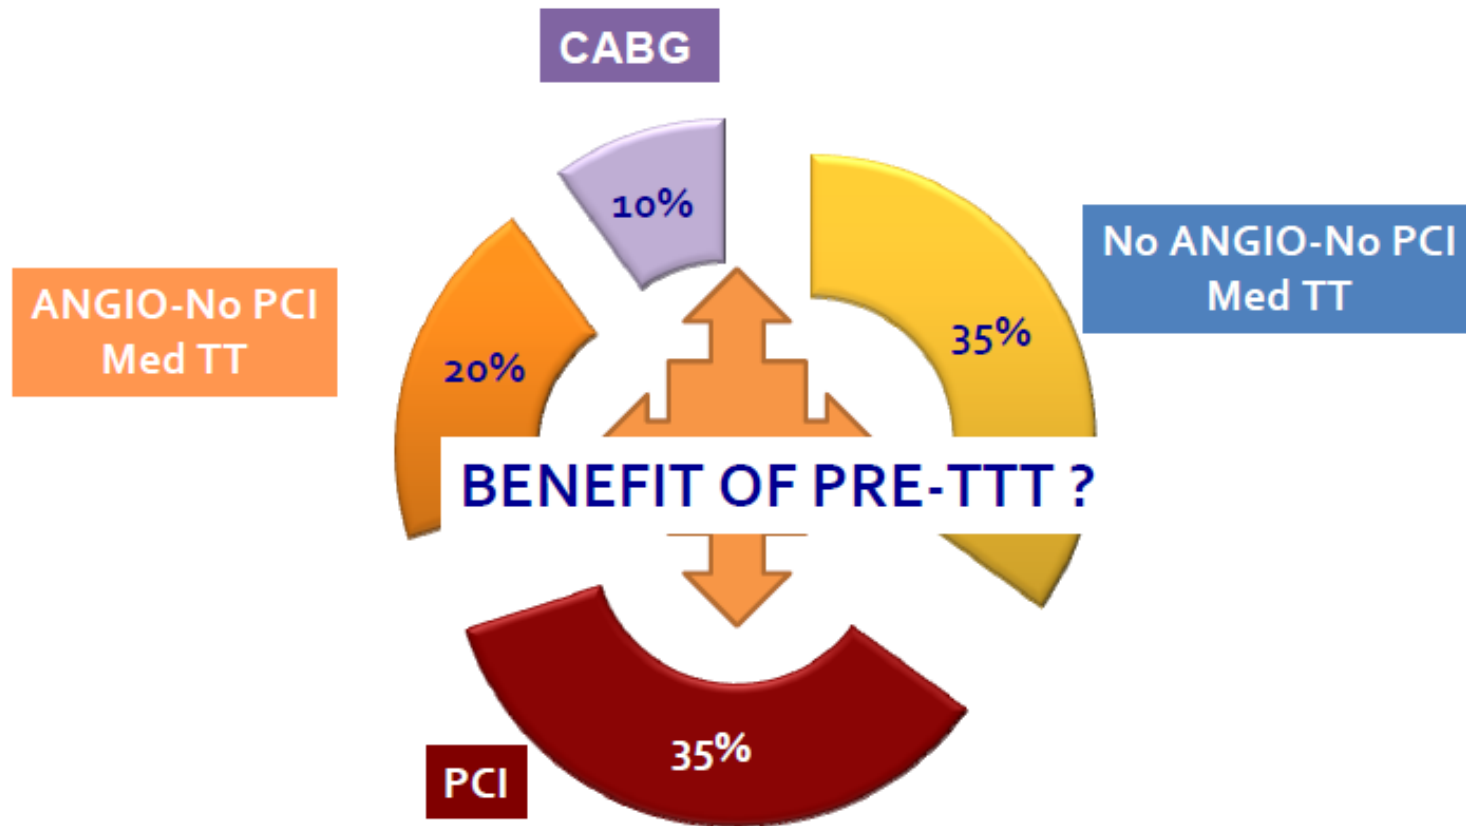 CABG
10%
No ANGIO-No PCI
Med TT
35%
ANGIO-No PCI
Med TT
20%
BENEFIT OF PRE-TTT ?
35%
PCI